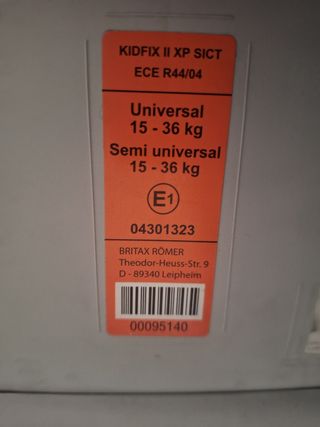 KIDFIX II XP SICT
ECE R44/04
Universal
15 - 36 kg
Semi universal
15 - 36 kg
E1
04301323
BRITAX RÖMER
Theodor-Heuss-Str. 9
D - 89340 Leipheim
00095140